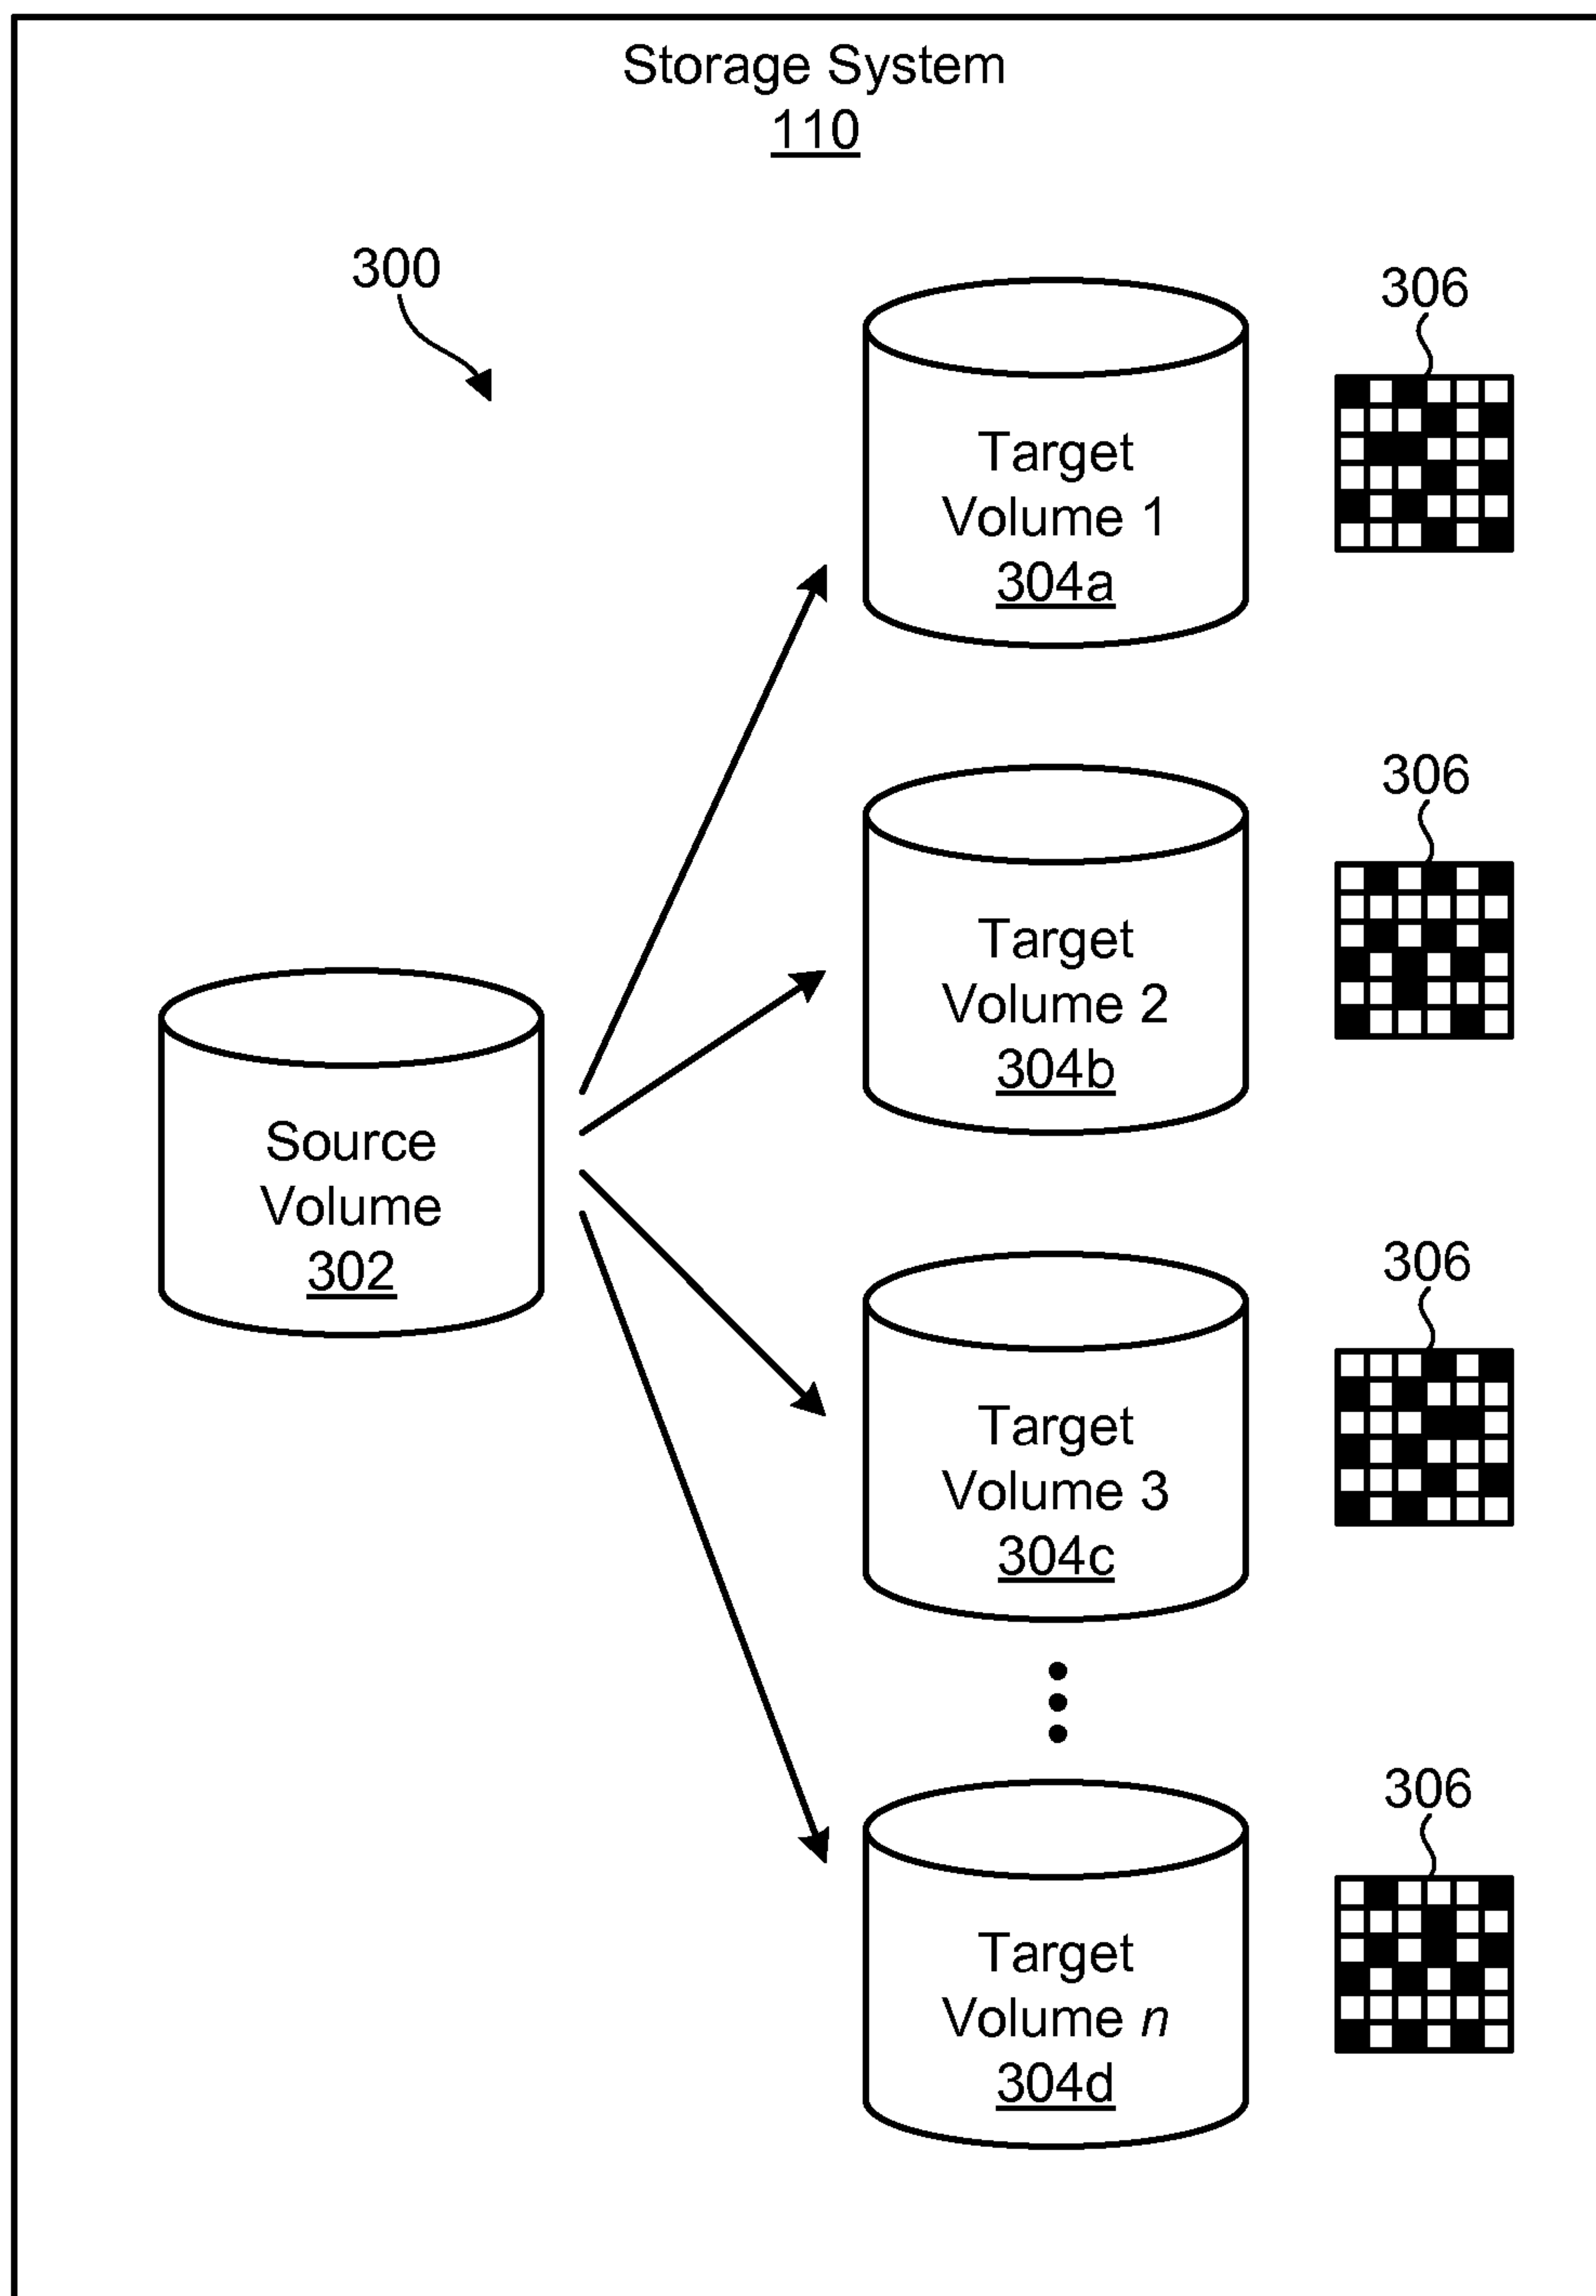 Storage System
110
300
306
Target
Volume 1
304a
306
Target
Volume 2
304b
Source
Volume
302
306
Target
Volume 3
304c
306
Target
Volume n
304d